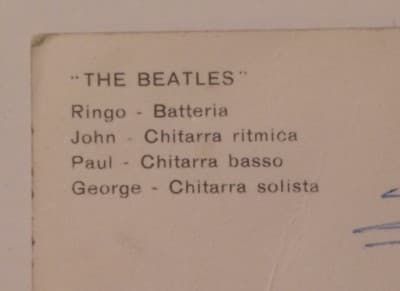 "THE BEATLES"
Ringo - Batteria
John - Chitarra ritmica
Paul - Chitarra basso
George - Chitarra solista